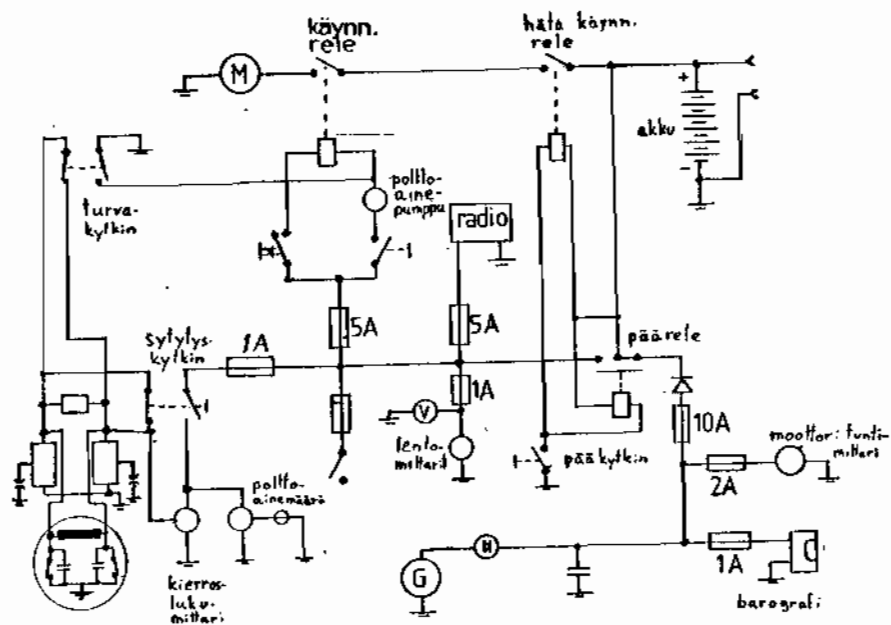 käynn.
rele
hätä käynn.
rele
M
+
akku
-
turva-
kytkin
poltto-
aine-
pumppu
radio
sytytys-
kytkin
1A
5A
5A
päärele
1A
V
lento-
mittarit
pääkytkin
10A
moottori tunti-
mittari
2A
poltto-
ainemäärä
kierros-
luku-
mittari
G
1A
barografi